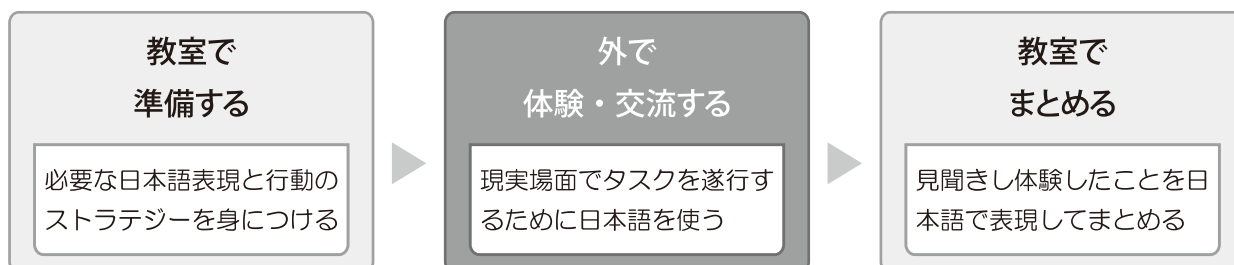 教室で
準備する
必要な日本語表現と行動の
ストラテジーを身につける
外で
体験・交流する
現実場面でタスクを遂行す
るために日本語を使う
教室で
まとめる
見聞きし体験したことを日
本語で表現してまとめる